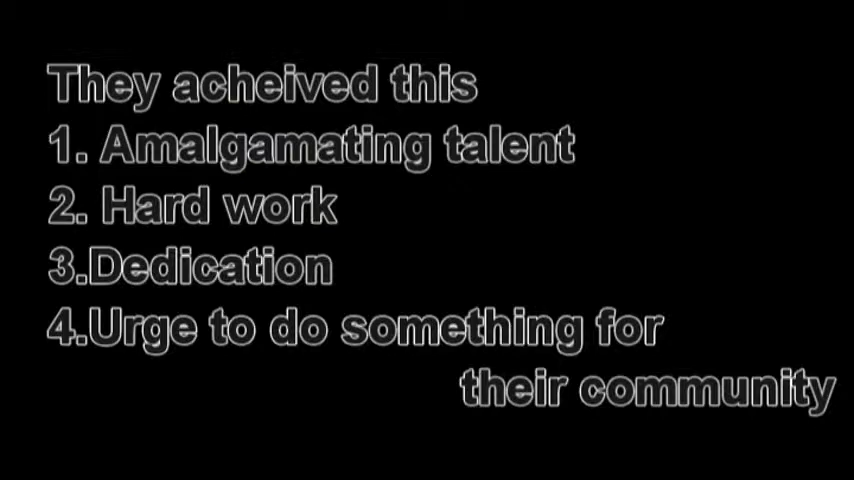 They acheived this
1. Amalgamating talent
2. Hard work
3.Dedication
4.Urge to do something for
their community